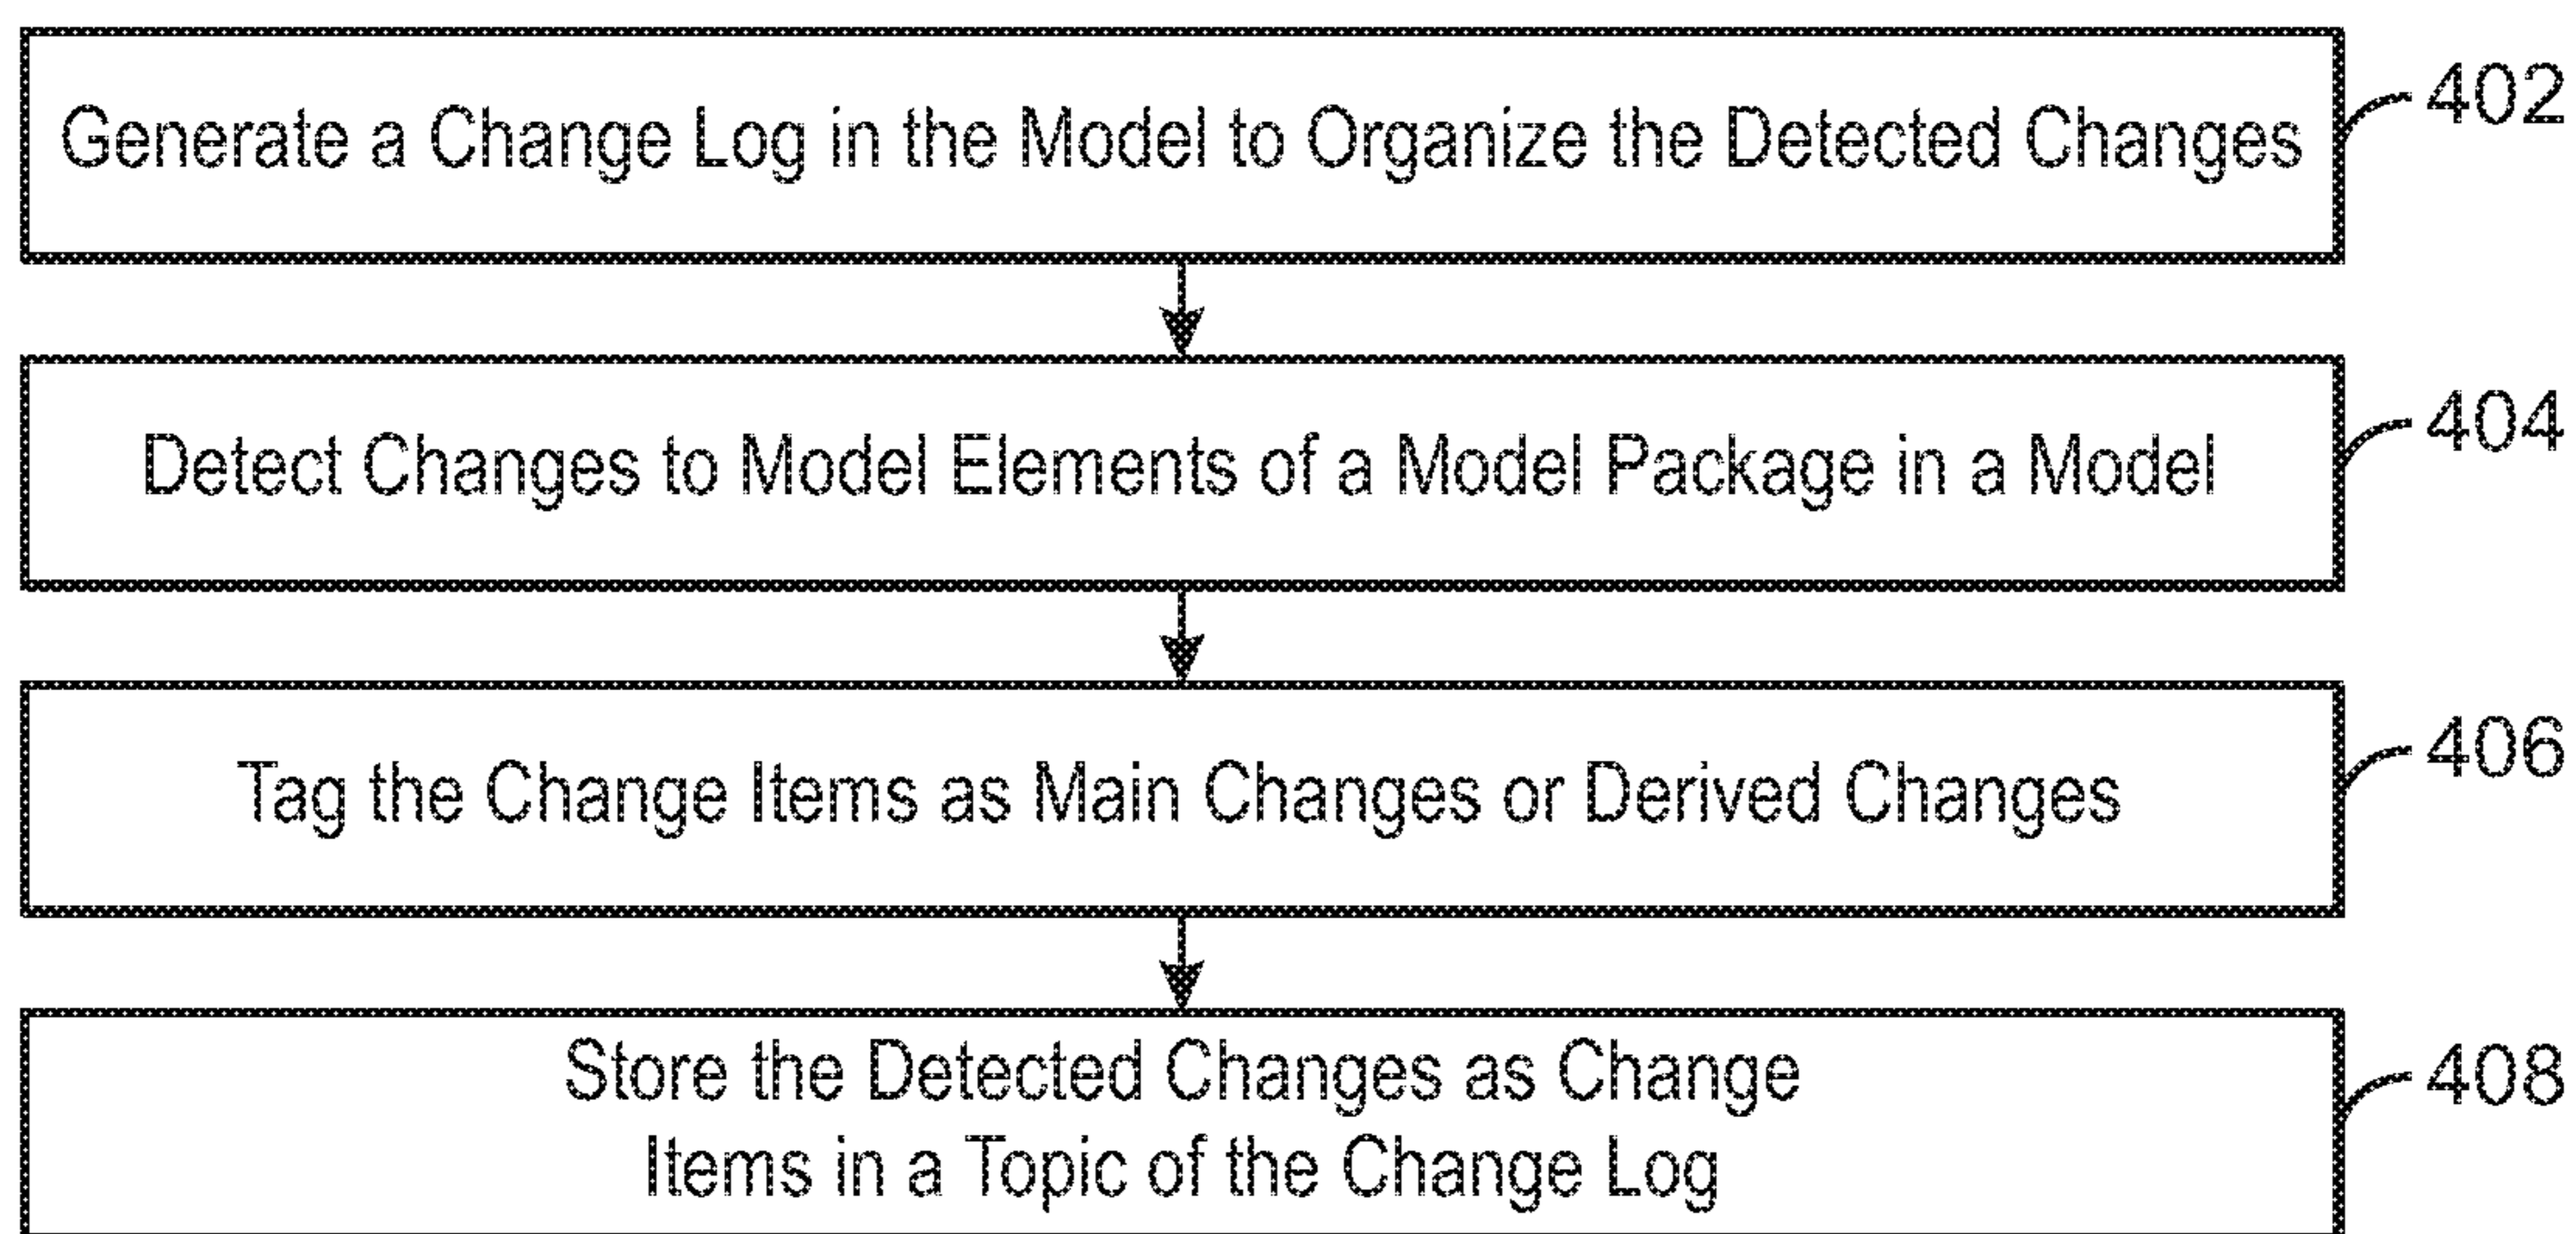 Generate a Change Log in the Model to Organize the Detected Changes
402
Detect Changes to Model Elements of a Model Package in a Model
404
Tag the Change Items as Main Changes or Derived Changes
406
Store the Detected Changes as Change
Items in a Topic of the Change Log
408